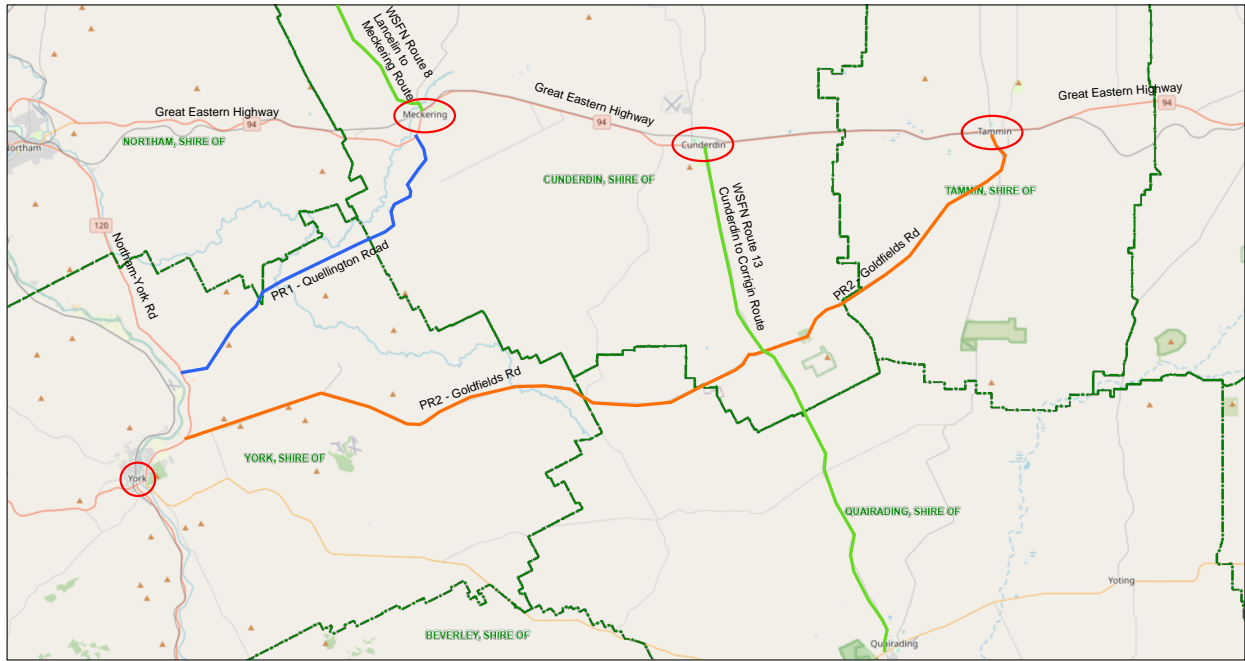 WSFN Route 8
Lancelin to
Meckering Route
Great Eastern Highway
94
Meckering
Great Eastern Highway
94
Great Eastern Highway
94
Northam
NORTHAM, SHIRE OF
Cunderdin
Tammin
CUNDERDIN, SHIRE OF
TAMMIN, SHIRE OF
120
Northam-York Rd
PR1 - Quellington Road
WSFN Route 13
Cunderdin to Corrigin Route
PR2 - Goldfields Rd
PR2 - Goldfields Rd
YORK, SHIRE OF
York
QUAIRADING, SHIRE OF
Yoting
BEVERLEY, SHIRE OF
Quairading